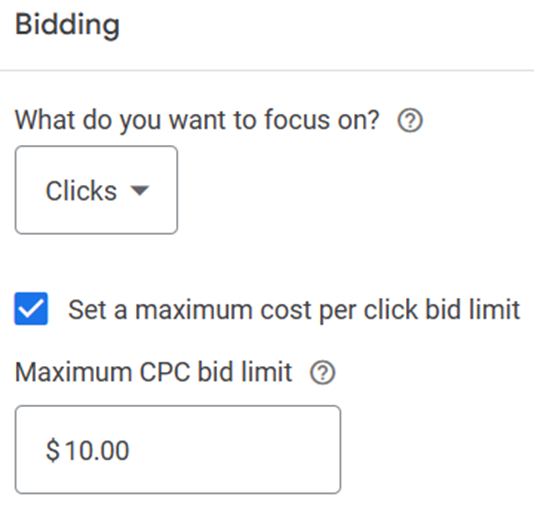 Bidding
What do you want to focus on?
Clicks
Set a maximum cost per click bid limit
Maximum CPC bid limit
$10.00